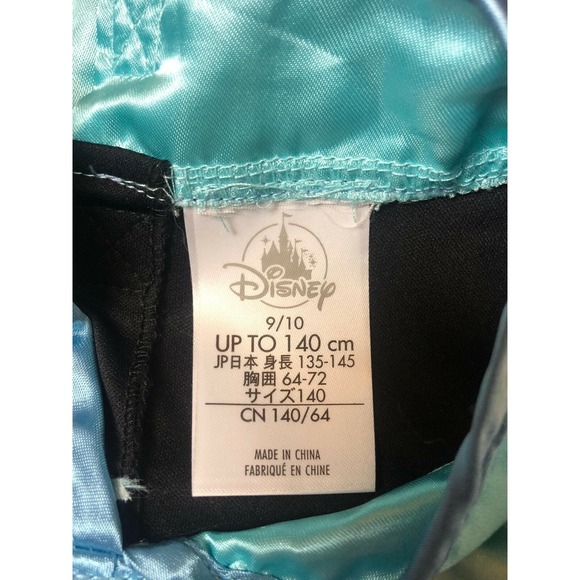 Disney
9/10
UP TO 140 cm
JP日本 身長 135-145
胸囲 64-72
サイズ140
CN 140/64
MADE IN CHINA
FABRIQUÉ EN CHINE